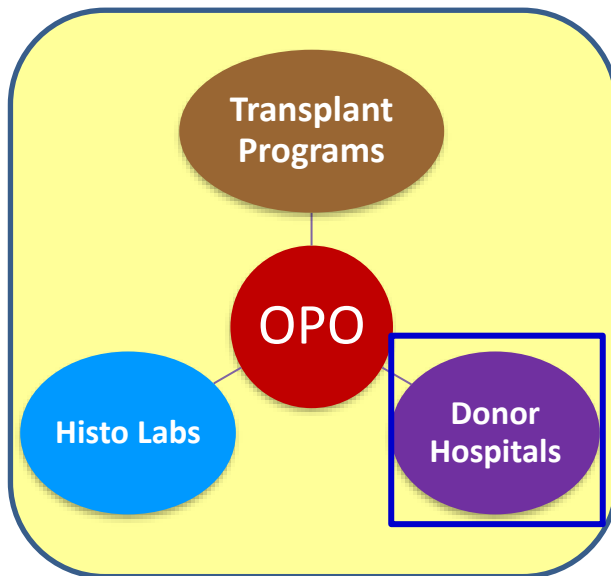 Transplant
Programs
OPO
Histo Labs
Donor
Hospitals